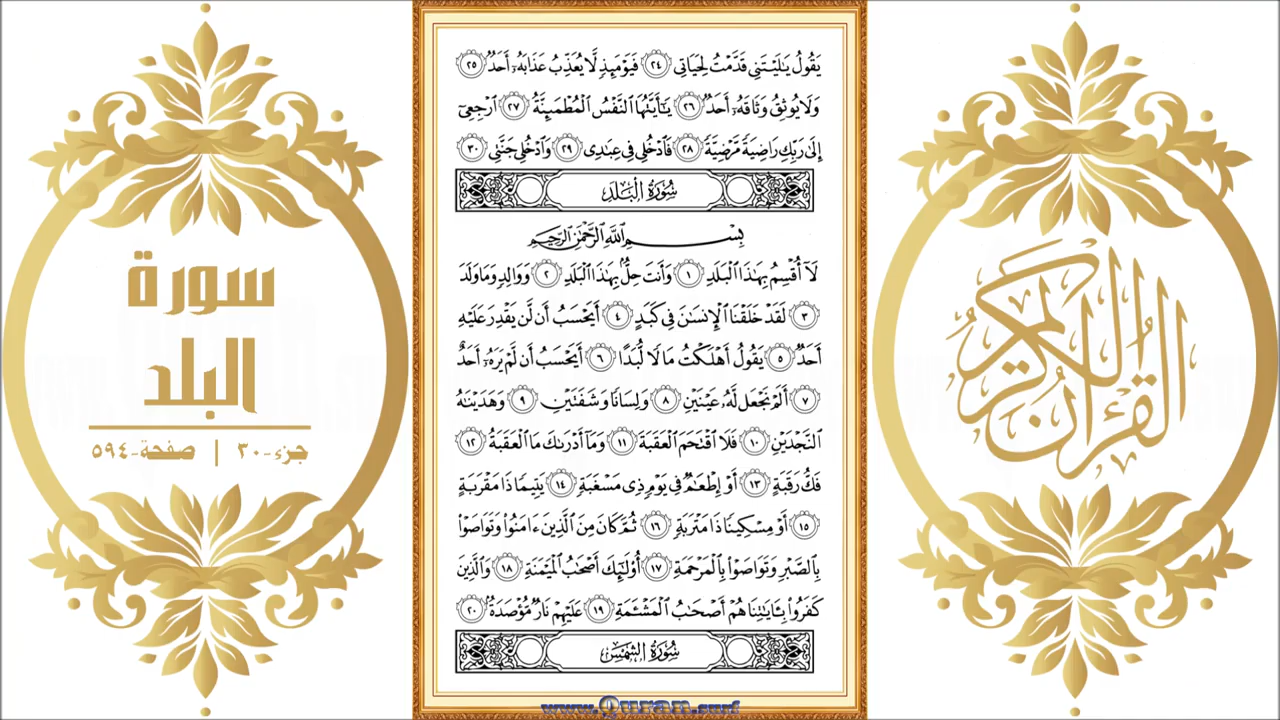 يَقُولُ يَٰلَيۡتَنِي قَدَّمۡتُ لِحَيَاتِي ٢٤ فَيَوۡمَئِذٖ لَّا يُعَذِّبُ عَذَابَهُۥٓ أَحَدٞ ٢٥
وَلَا يُوثِقُ وَثَاقَهُۥٓ أَحَدٞ ٢٦ يَٰٓأَيَّتُهَا ٱلنَّفۡسُ ٱلۡمُطۡمَئِنَّةُ ٢٧ ٱرۡجِعِيٓ
إِلَىٰ رَبِّكِ رَاضِيَةٗ مَّرۡضِيَّةٗ ٢٨ فَٱدۡخُلِي فِي عِبَٰدِي ٢٩ وَٱدۡخُلِي جَنَّتِي ٣٠
سُورَةُ الْبَلَدِ
بِسۡمِ ٱللَّهِ ٱلرَّحۡمَٰنِ ٱلرَّحِيمِ
لَآ أُقۡسِمُ بِهَٰذَا ٱلۡبَلَدِ ١ وَأَنتَ حِلُّۢ بِهَٰذَا ٱلۡبَلَدِ ٢ وَوَالِدٖ وَمَا وَلَدَ
٣ لَقَدۡ خَلَقۡنَا ٱلۡإِنسَٰنَ فِي كَبَدٍ ٤ أَيَحۡسَبُ أَن لَّن يَقۡدِرَ عَلَيۡهِ
أَحَدٞ ٥ يَقُولُ أَهۡلَكۡتُ مَالٗا لُّبَدًا ٦ أَيَحۡسَبُ أَن لَّمۡ يَرَهُۥٓ أَحَدٌ
٧ أَلَمۡ نَجۡعَل لَّهُۥ عَيۡنَيۡنِ ٨ وَلِسَانٗا وَشَفَتَيۡنِ ٩ وَهَدَيۡنَٰهُ
ٱلنَّجۡدَيۡنِ ١٠ فَلَا ٱقۡتَحَمَ ٱلۡعَقَبَةَ ١١ وَمَآ أَدۡرَىٰكَ مَا ٱلۡعَقَبَةُ ١٢
فَكُّ رَقَبَةٍ ١٣ أَوۡ إِطۡعَٰمٞ فِي يَوۡمٖ ذِي مَسۡغَبَةٖ ١٤ يَتِيمٗا ذَا مَقۡرَبَةٍ
١٥ أَوۡ مِسۡكِينٗا ذَا مَتۡرَبَةٖ ١٦ ثُمَّ كَانَ مِنَ ٱلَّذِينَ ءَامَنُواْ وَتَوَاصَوۡاْ
بِٱلصَّبۡرِ وَتَوَاصَوۡاْ بِٱلۡمَرۡحَمَةِ ١٧ أُوْلَٰٓئِكَ أَصۡحَٰبُ ٱلۡمَيۡمَنَةِ ١٨ وَٱلَّذِينَ
كَفَرُواْ بِـَٔايَٰتِنَا هُمۡ أَصۡحَٰبُ ٱلۡمَشۡـَٔمَةِ ١٩ عَلَيۡهِمۡ نَارٞ مُّؤۡصَدَةُۢ ٢٠
سُورَةُ الشَّمْسِ
www.Quran.surf
سورة
البلد
جزء-٣٠ | صفحة-٥٩٤
القرآن الكريم